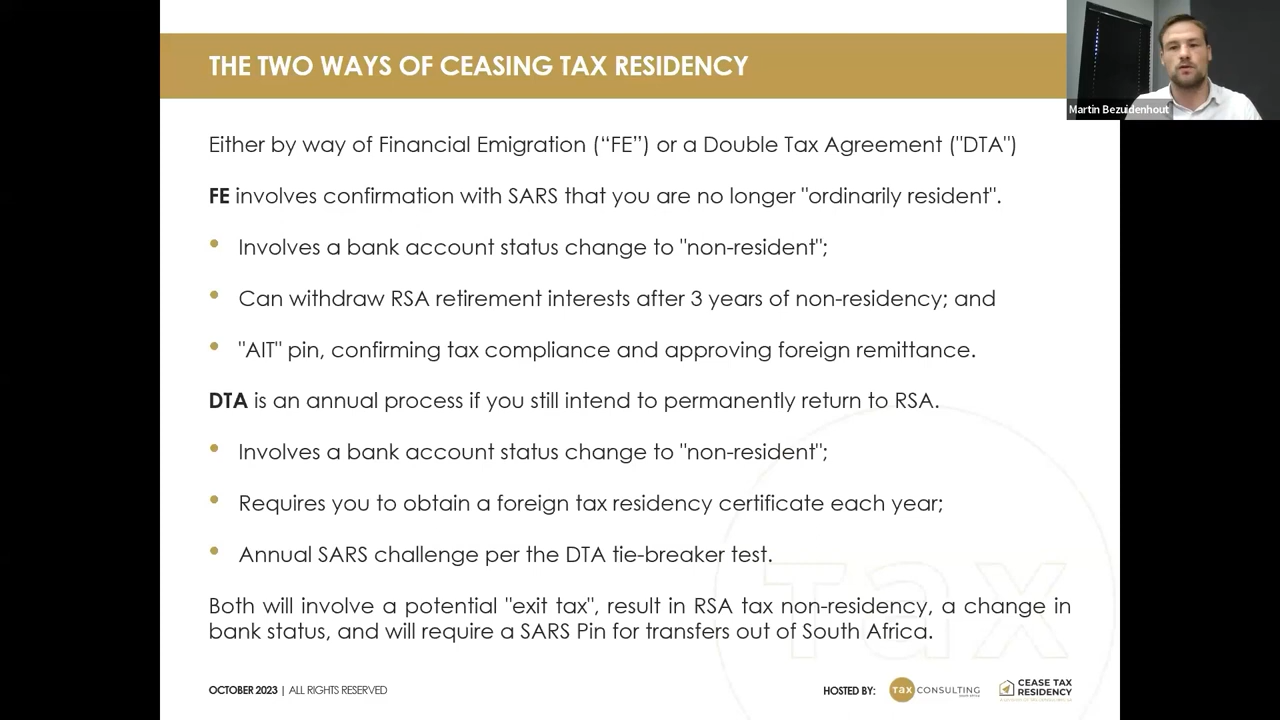 THE TWO WAYS OF CEASING TAX RESIDENCY
Martin Bezuidenhout
Either by way of Financial Emigration (“FE”) or a Double Tax Agreement ("DTA")
FE involves confirmation with SARS that you are no longer "ordinarily resident".
• Involves a bank account status change to "non-resident";
• Can withdraw RSA retirement interests after 3 years of non-residency; and
• "AIT" pin, confirming tax compliance and approving foreign remittance.
DTA is an annual process if you still intend to permanently return to RSA.
• Involves a bank account status change to "non-resident";
• Requires you to obtain a foreign tax residency certificate each year;
• Annual SARS challenge per the DTA tie-breaker test.
Both will involve a potential "exit tax", result in RSA tax non-residency, a change in
bank status, and will require a SARS Pin for transfers out of South Africa.
Tax
OCTOBER 2023 | ALL RIGHTS RESERVED
HOSTED BY:
Tax CONSULTING
CEASE TAX
RESIDENCY